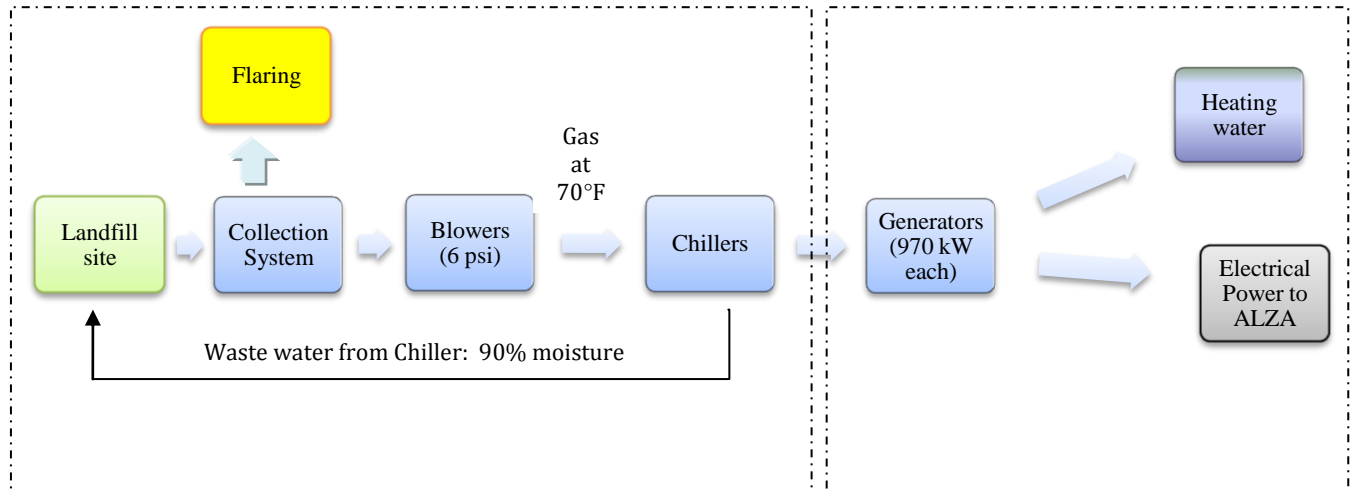 Flaring
Gas
at
70°F
Heating
water
Landfill
site
Collection
System
Blowers
(6 psi)
Chillers
Generators
(970 kW
each)
Electrical
Power to
ALZA
Waste water from Chiller:  90% moisture